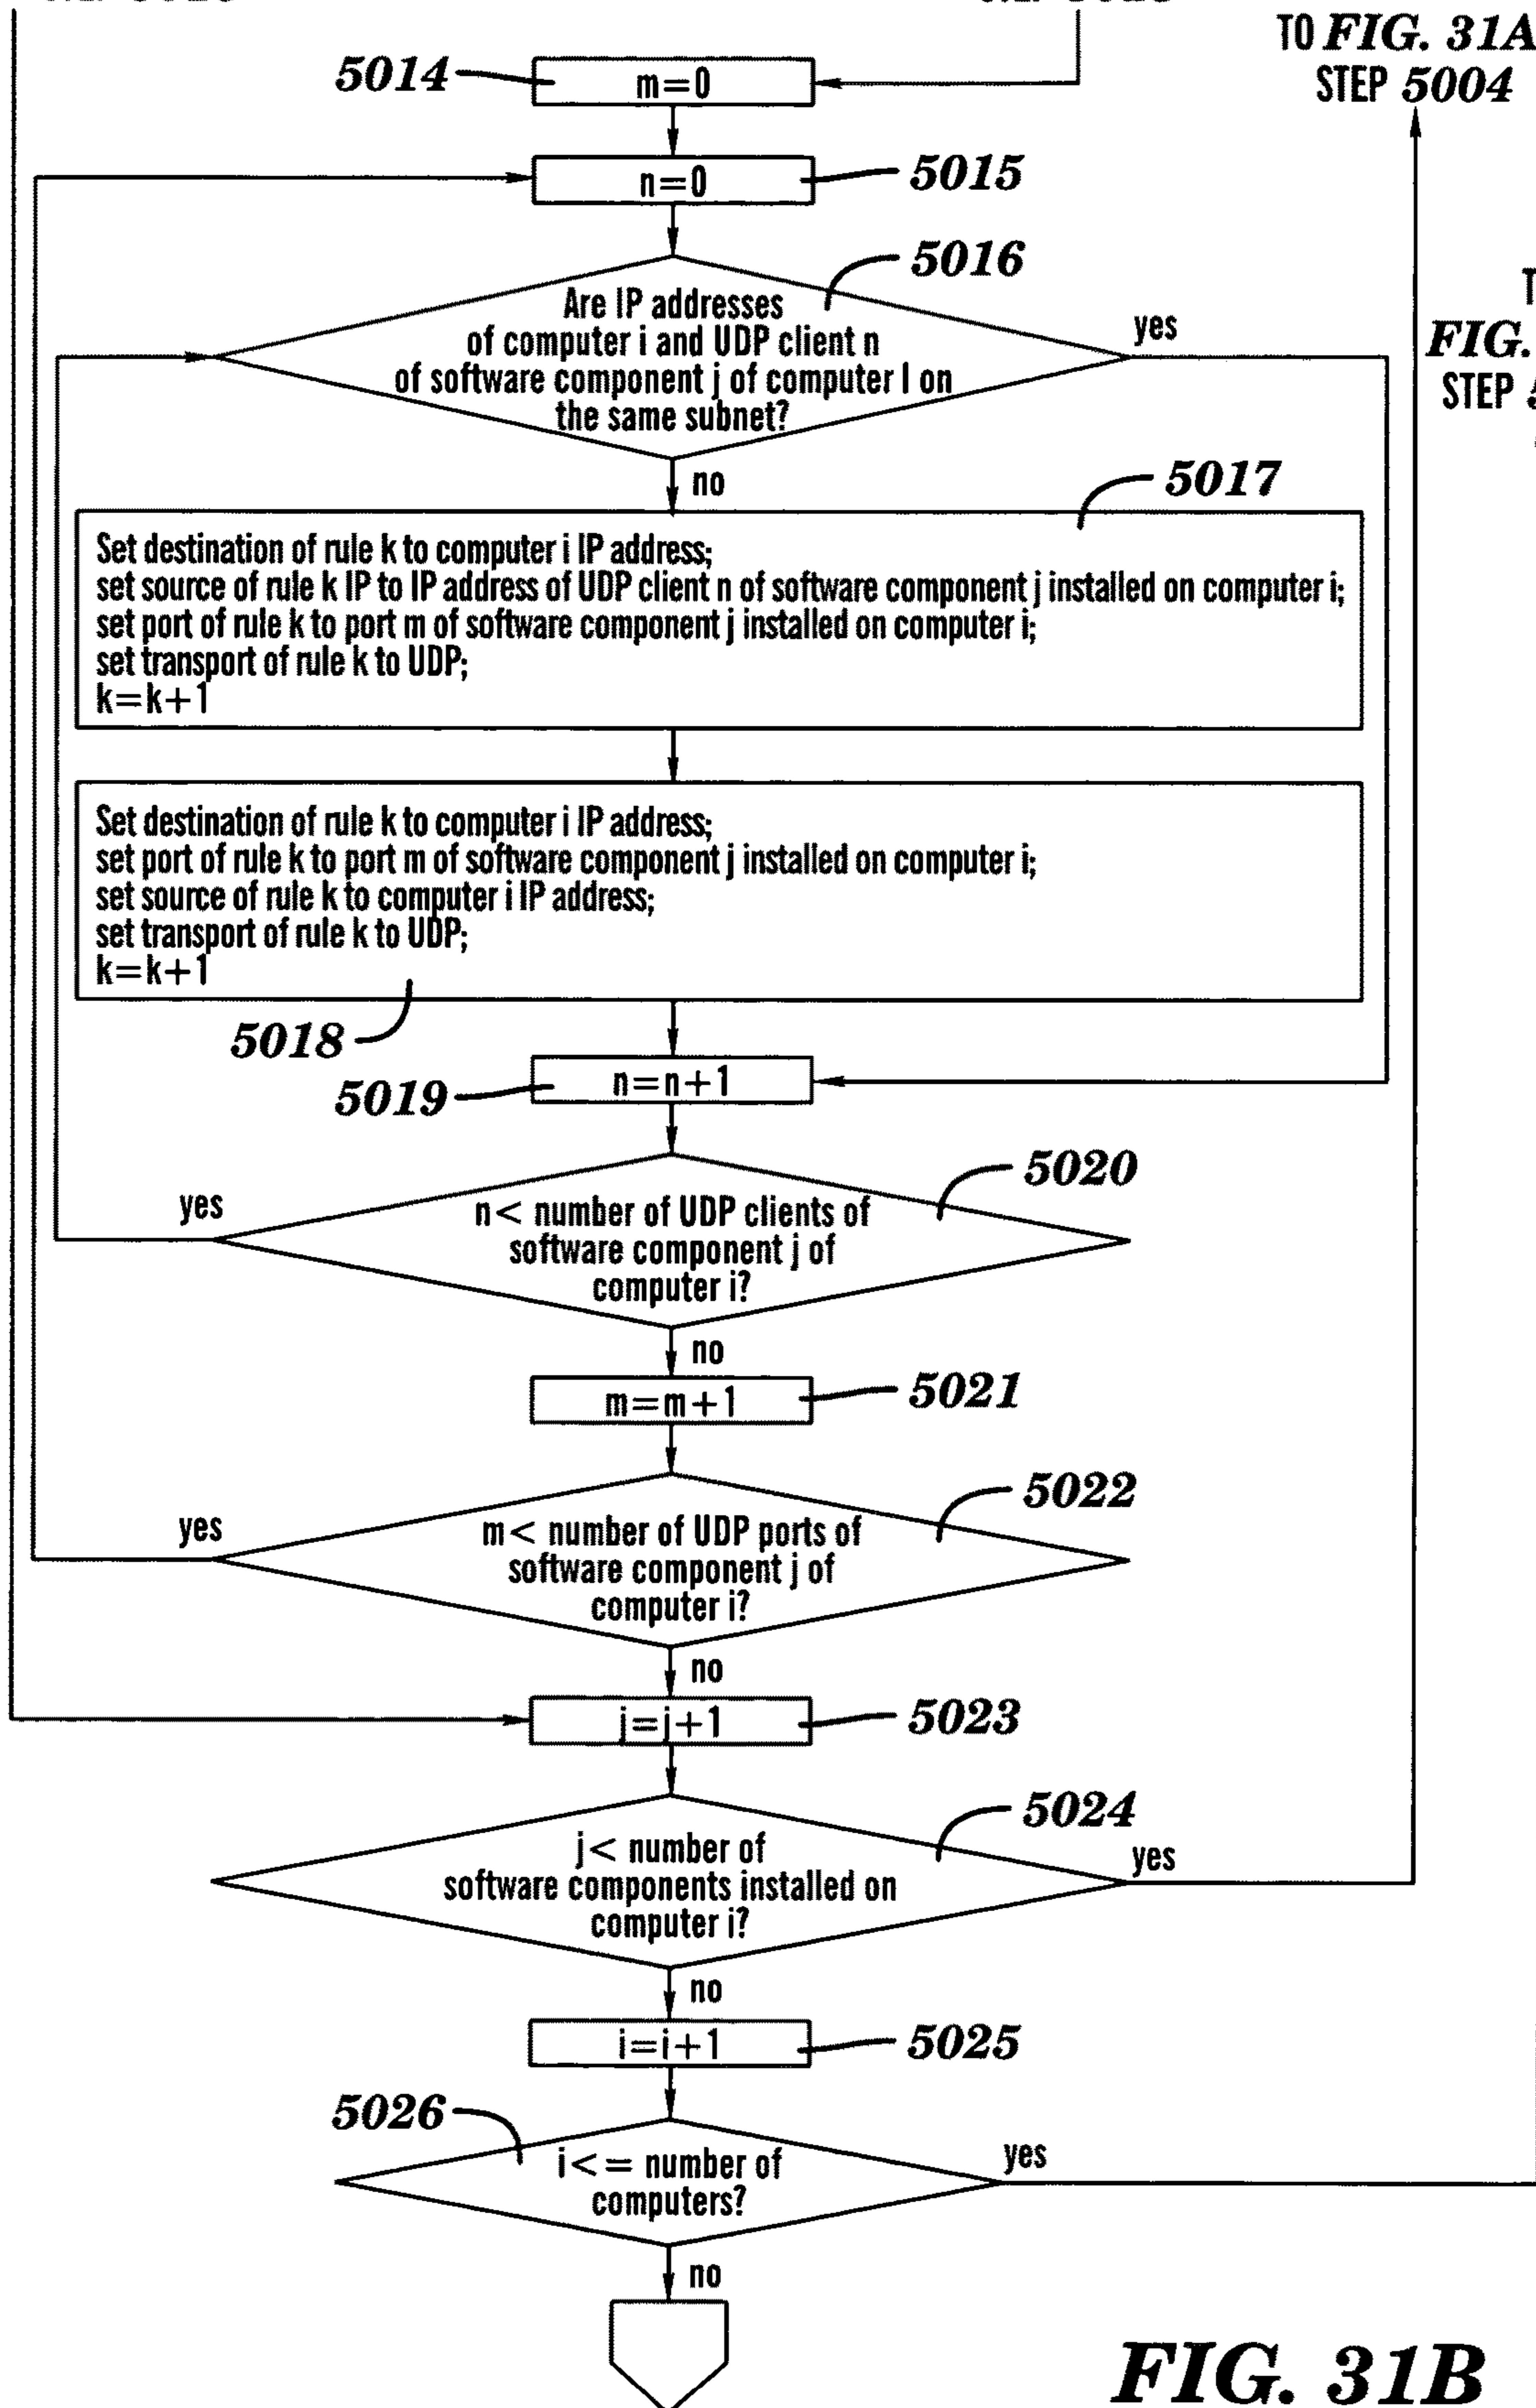 TO FIG. 31A
STEP 5004
5014
m=0
n=0
5015
5016
Are IP addresses
of computer i and UDP client n
of software component j of computer I on
the same subnet?
yes
FIG.
STEP
no
5017
Set destination of rule k to computer i IP address;
set source of rule k IP to IP address of UDP client n of software component j installed on computer i;
set port of rule k to port m of software component j installed on computer i;
set transport of rule k to UDP;
k=k+1
Set destination of rule k to computer i IP address;
set port of rule k to port m of software component j installed on computer i;
set source of rule k to computer i IP address;
set transport of rule k to UDP;
k=k+1
5018
5019
n=n+1
5020
yes
n< number of UDP clients of
software component j of
computer i?
no
m=m+1
5021
5022
yes
m< number of UDP ports of
software component j of
computer i?
no
j=j+1
5023
5024
j< number of
software components installed on
computer i?
yes
no
i=i+1
5025
5026
i<= number of
computers?
yes
no
FIG. 31B